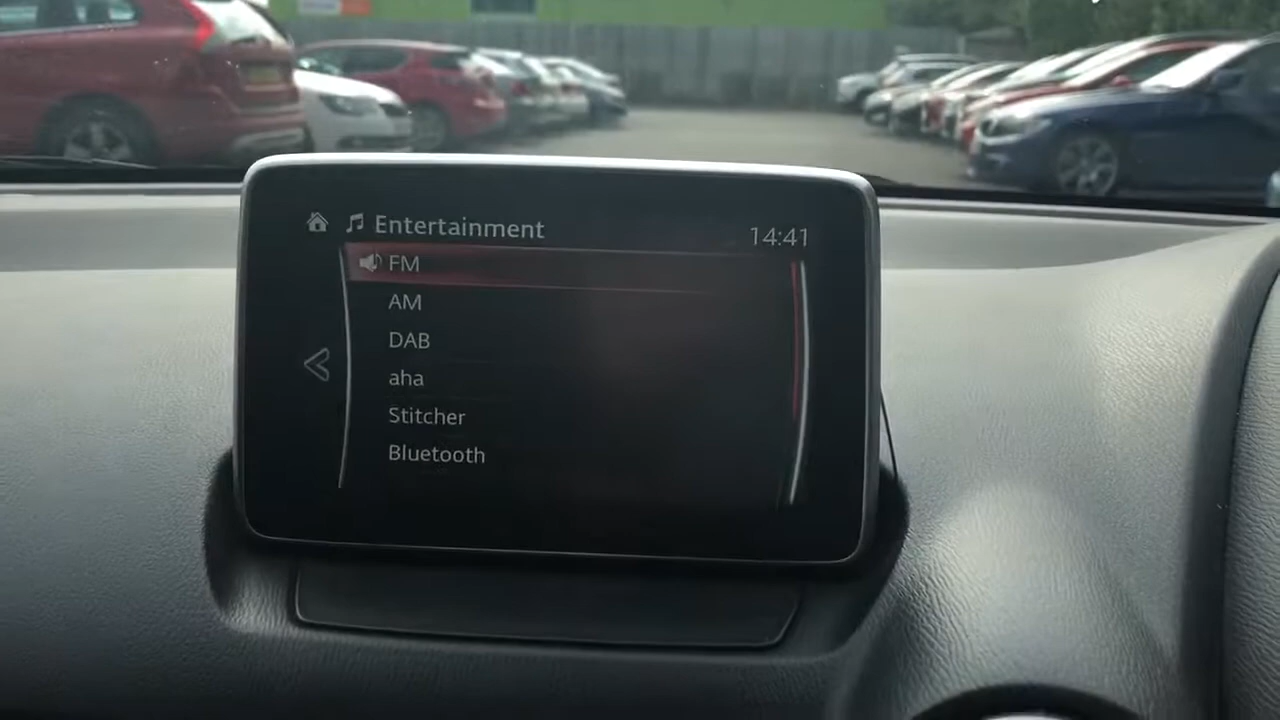 Entertainment
14:41
FM
AM
DAB
aha
Stitcher
Bluetooth